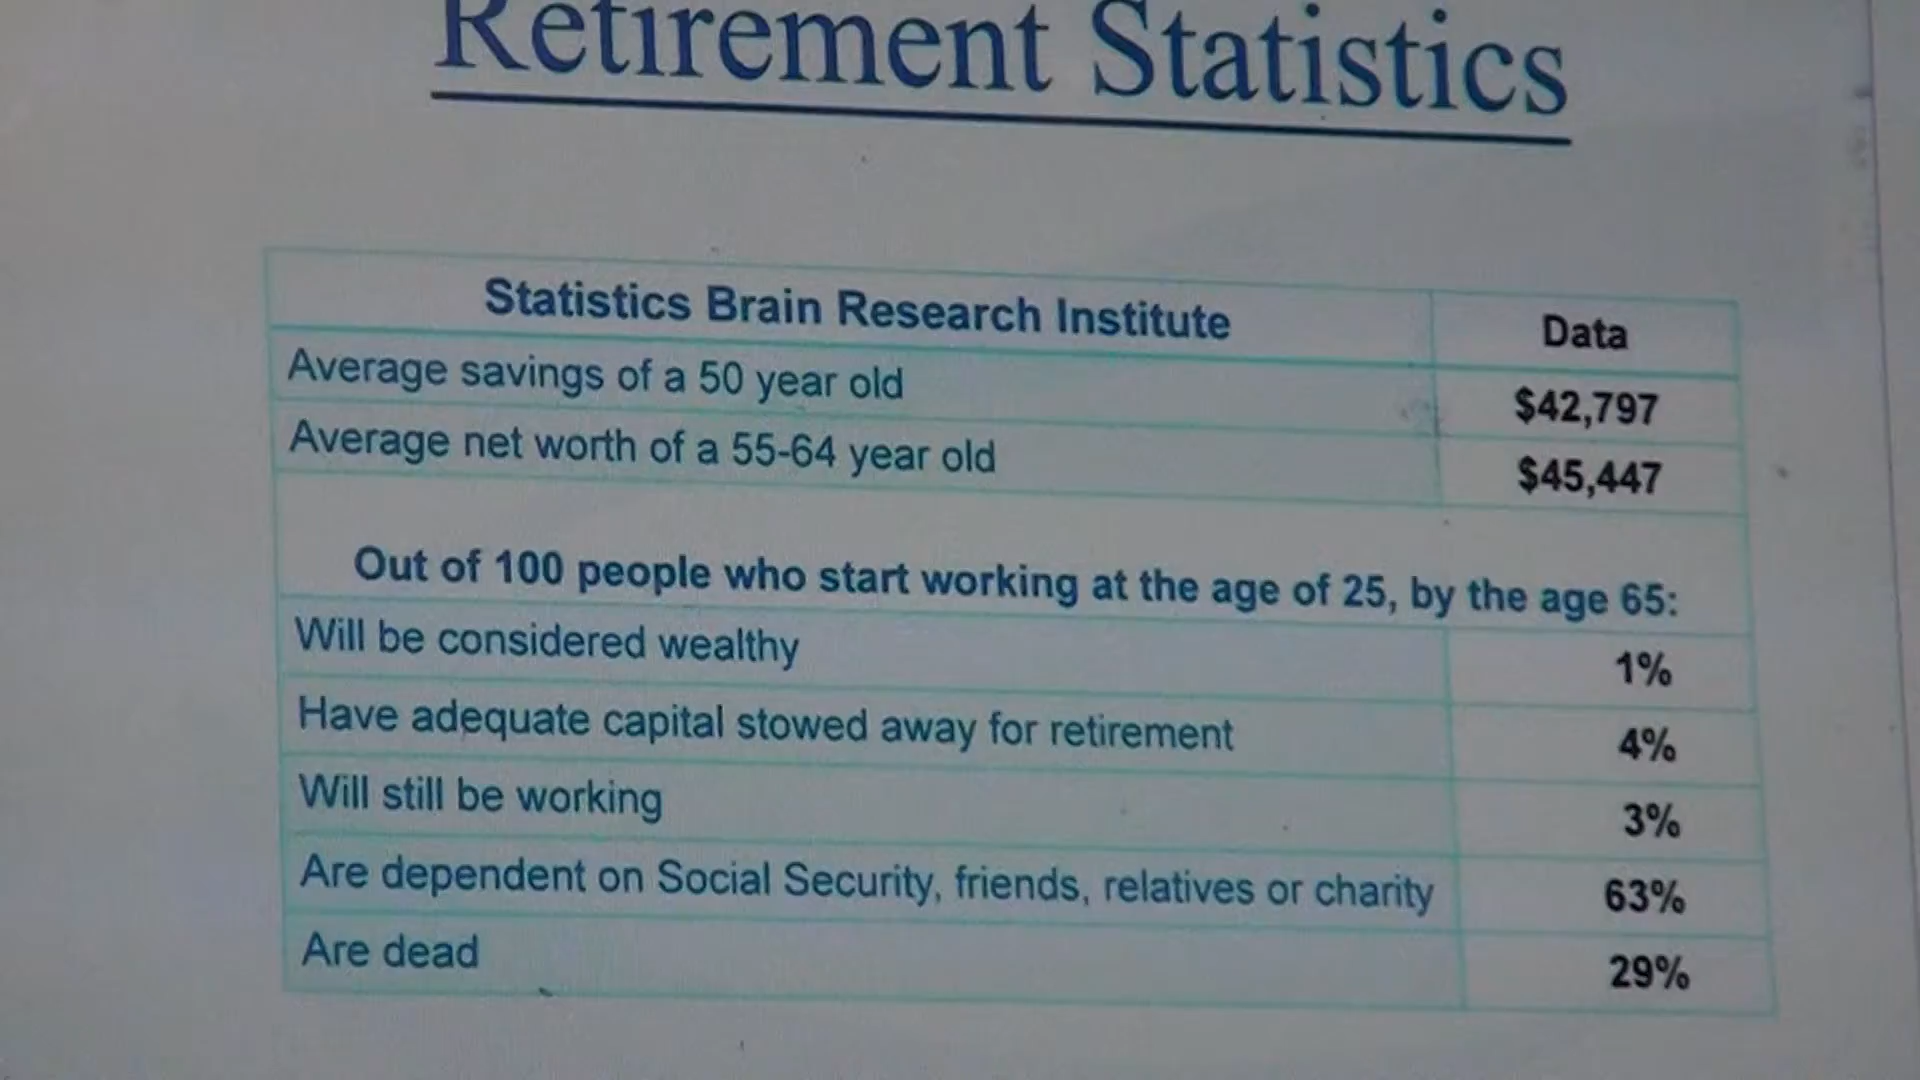 Retirement Statistics
Statistics Brain Research Institute Data
Average savings of a 50 year old $42,797
Average net worth of a 55-64 year old $45,447
Out of 100 people who start working at the age of 25, by the age 65:
Will be considered wealthy 1%
Have adequate capital stowed away for retirement 4%
Will still be working 3%
Are dependent on Social Security, friends, relatives or charity 63%
Are dead 29%